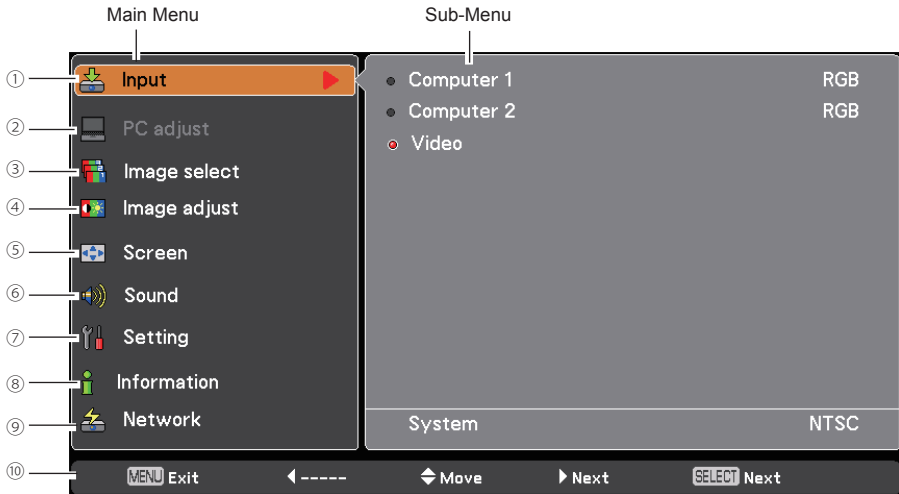 Main Menu Sub-Menu
① Input Computer 1 RGB
Computer 2 RGB
② PC adjust Video
③ Image select
④ Image adjust
⑤ Screen
⑥ Sound
⑦ Setting
⑧ Information
⑨ Network System NTSC
⑩ MENU Exit ----- Move Next SELECT Next